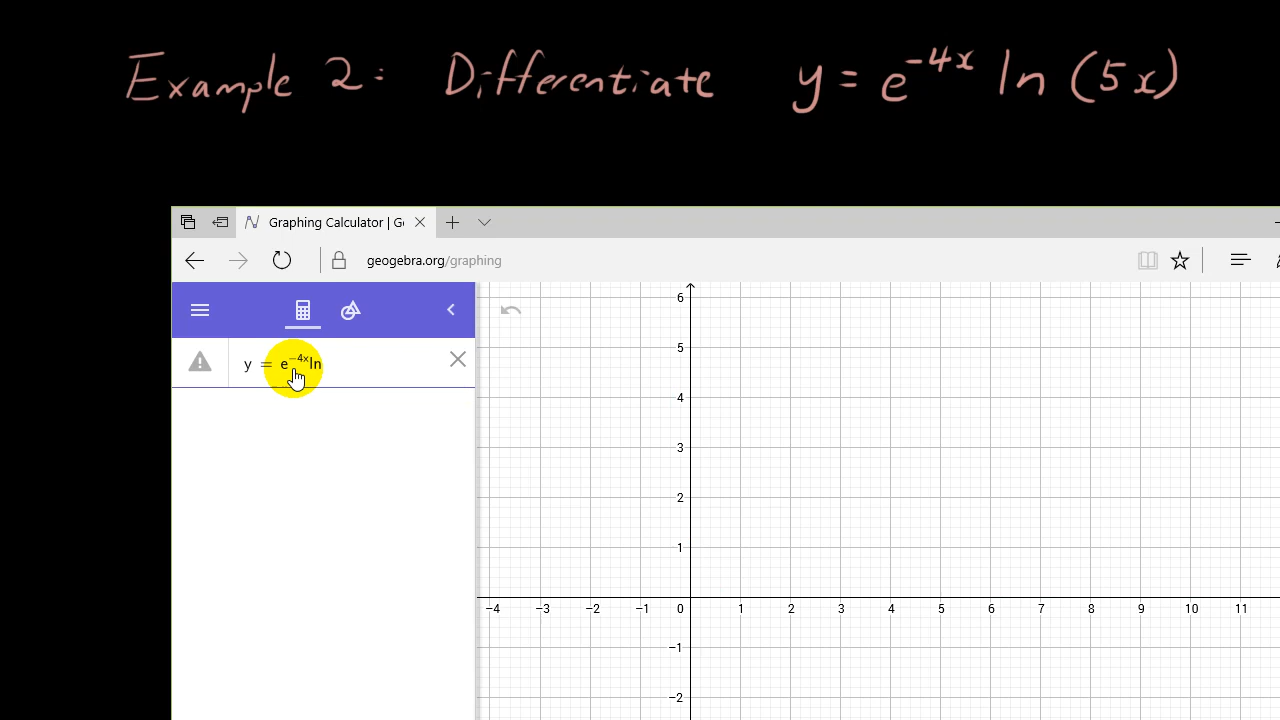 Example 2: Differentiate y = e^{-4x} ln (5x)
Graphing Calculator | Ge
geogebra.org/graphing
y = e^{−4x}ln
6
5
4
3
2
1
−4 −3 −2 −1 0 1 2 3 4 5 6 7 8 9 10 11
−1
−2